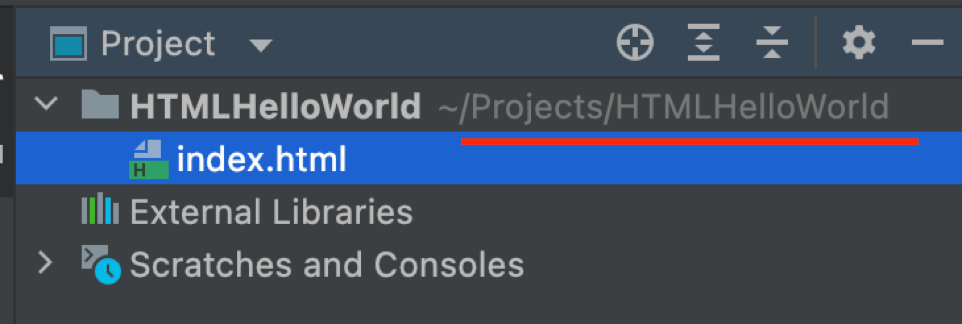 Project
HTMLHelloWorld ~/Projects/HTMLHelloWorld
H index.html
External Libraries
Scratches and Consoles